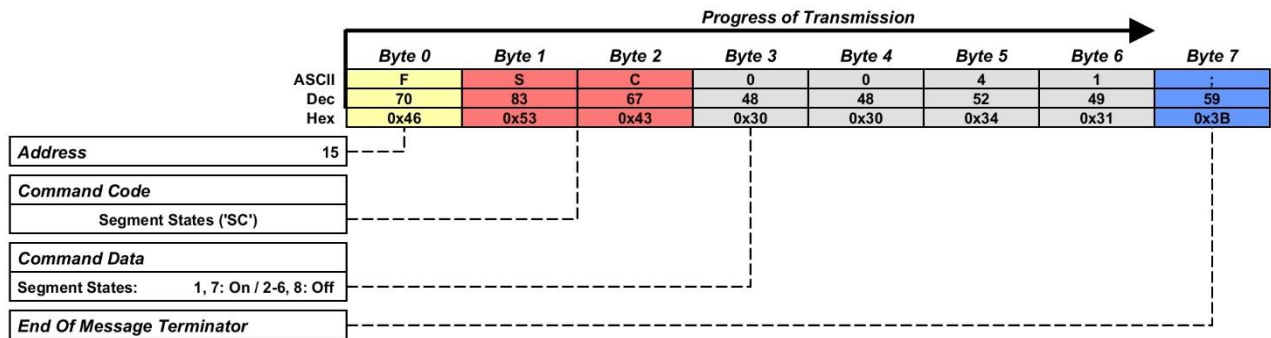 Progress of Transmission
Byte 0 Byte 1 Byte 2 Byte 3 Byte 4 Byte 5 Byte 6 Byte 7
ASCII F S C 0 0 4 1 ;
Dec 70 83 67 48 48 52 49 59
Hex 0x46 0x53 0x43 0x30 0x30 0x34 0x31 0x3B
Address 15
Command Code
Segment States ('SC')
Command Data
Segment States: 1, 7: On / 2-6, 8: Off
End Of Message Terminator